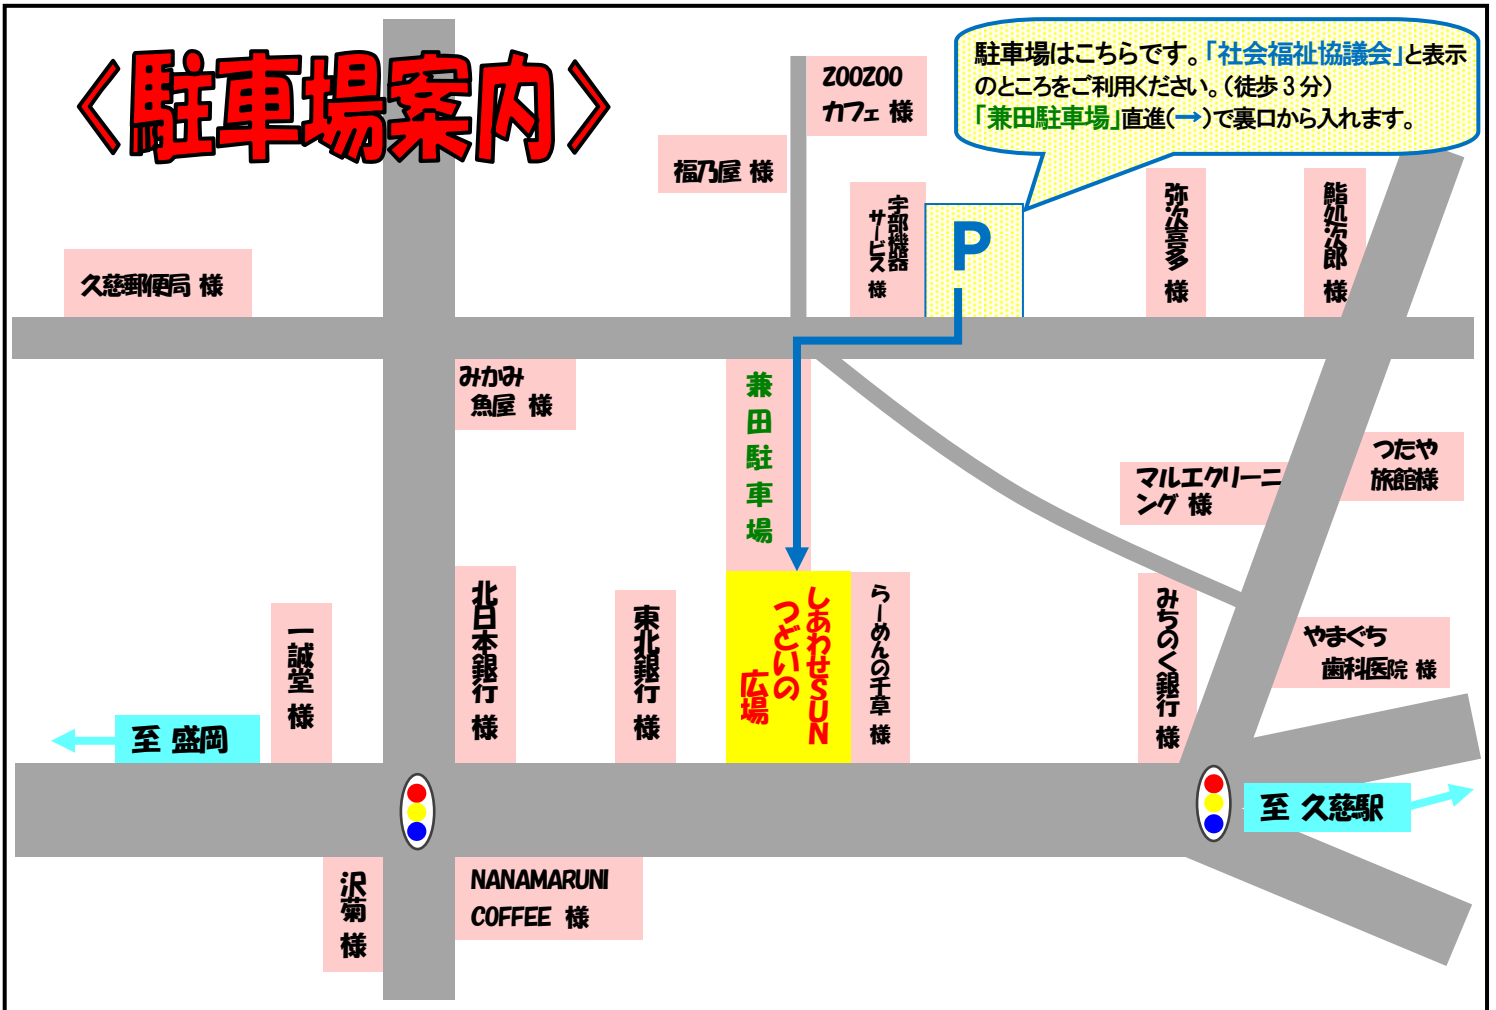 〈駐車場案内〉
駐車場はこちらです。「社会福祉協議会」と表示
のところをご利用ください。(徒歩3分)
「兼田駐車場」直進(→)で裏口から入れます。
ZOOZOO
カフェ 様
福乃屋 様
宇部機器
サービス 様
P
弥次喜多 様
鮨処次郎 様
久慈郵便局 様
みかみ
魚屋 様
兼田駐車場
つたや
旅館様
マルエクリーニ
ング 様
一誠堂 様
北日本銀行 様
東北銀行 様
しあわせSUN
つどいの
広場
らーめんの千草 様
みちのく銀行 様
やまぐち
歯科医院 様
至 盛岡
至 久慈駅
沢菊 様
NANAMARUNI
COFFEE 様